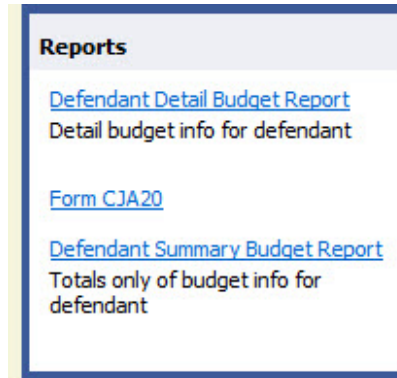 Reports
Defendant Detail Budget Report
Detail budget info for defendant
Form CJA20
Defendant Summary Budget Report
Totals only of budget info for
defendant